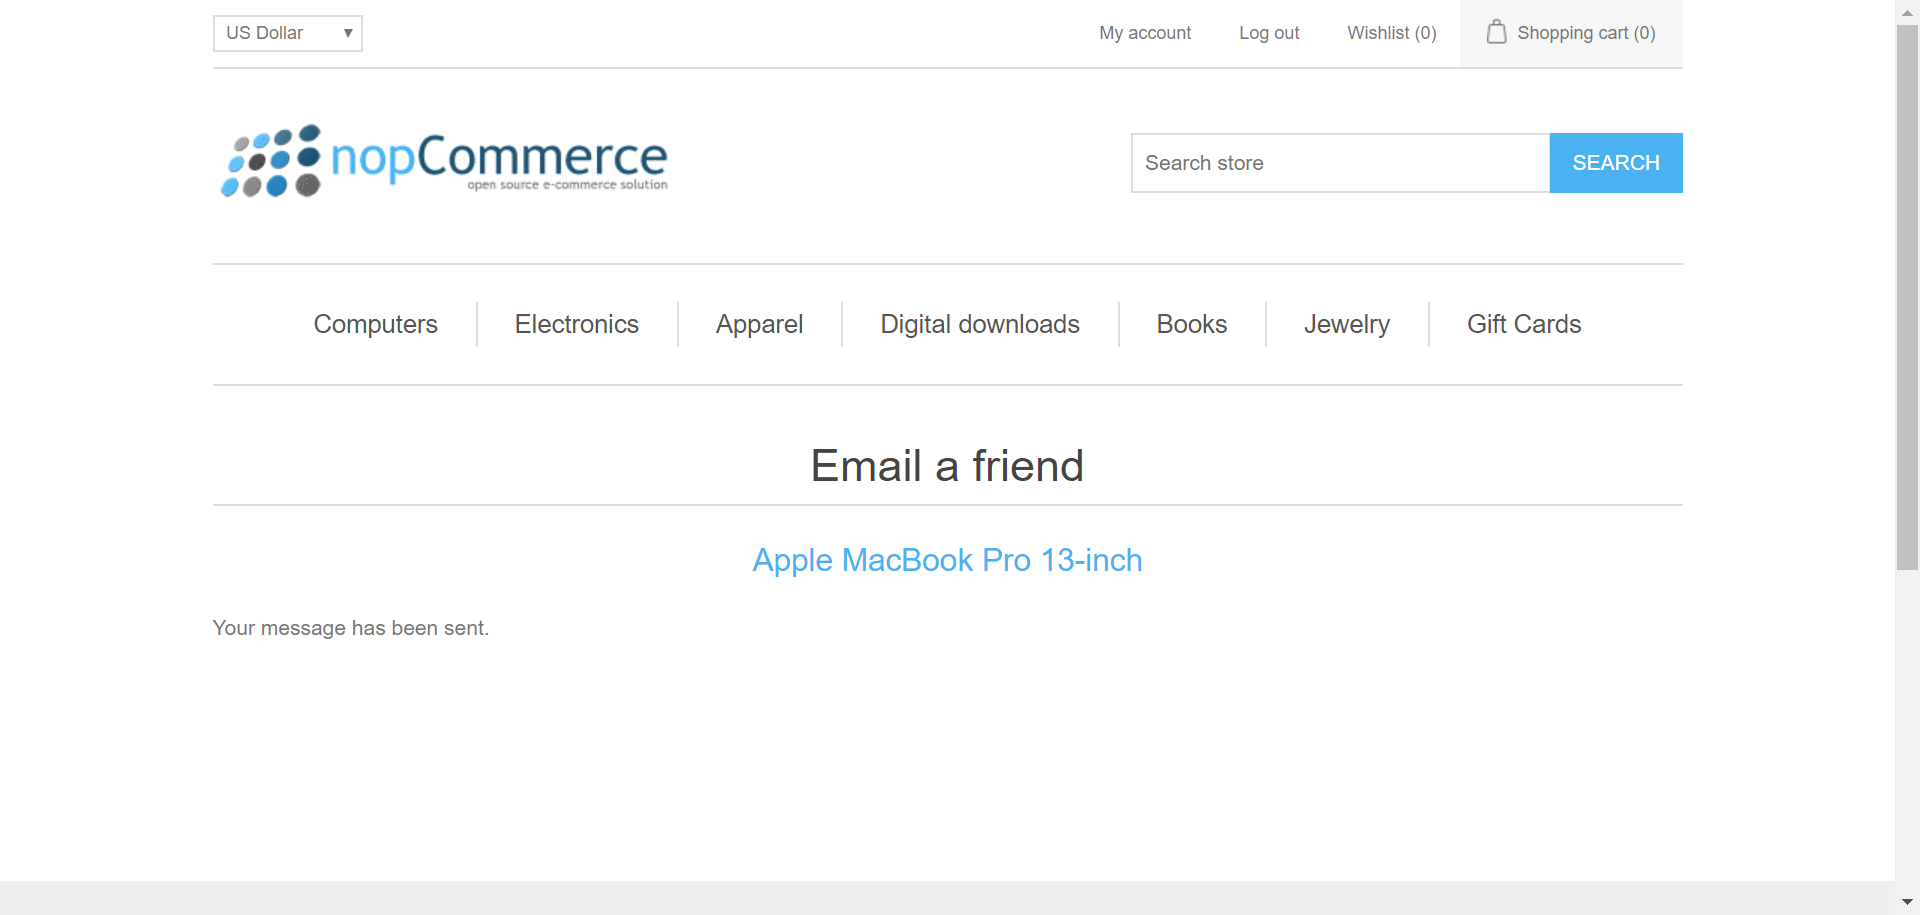 US Dollar
My account
Log out
Wishlist (0)
Shopping cart (0)
nopCommerce
open source e-commerce solution
Search store
SEARCH
Computers
Electronics
Apparel
Digital downloads
Books
Jewelry
Gift Cards
Email a friend
Apple MacBook Pro 13-inch
Your message has been sent.